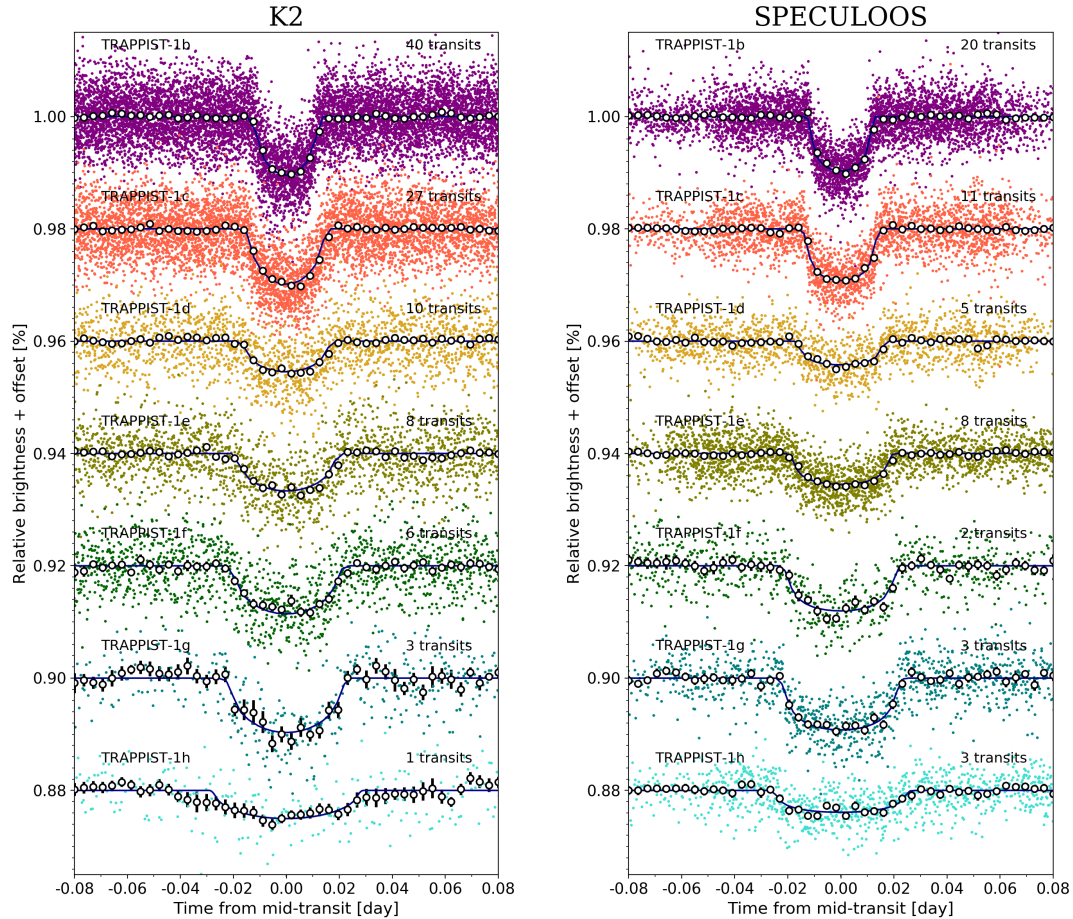 K2
TRAPPIST-1b 40 transits
1.00
TRAPPIST-1c 27 transits
0.98
TRAPPIST-1d 10 transits
0.96
TRAPPIST-1e 8 transits
0.94
TRAPPIST-1f 6 transits
0.92
TRAPPIST-1g 3 transits
0.90
TRAPPIST-1h 1 transits
0.88
Relative brightness + offset [%]
-0.08 -0.06 -0.04 -0.02 0.00 0.02 0.04 0.06 0.08
Time from mid-transit [day]
SPECULOOS
TRAPPIST-1b 20 transits
1.00
TRAPPIST-1c 11 transits
0.98
TRAPPIST-1d 5 transits
0.96
TRAPPIST-1e 8 transits
0.94
TRAPPIST-1f 2 transits
0.92
TRAPPIST-1g 3 transits
0.90
TRAPPIST-1h 3 transits
0.88
Relative brightness + offset [%]
-0.08 -0.06 -0.04 -0.02 0.00 0.02 0.04 0.06 0.08
Time from mid-transit [day]